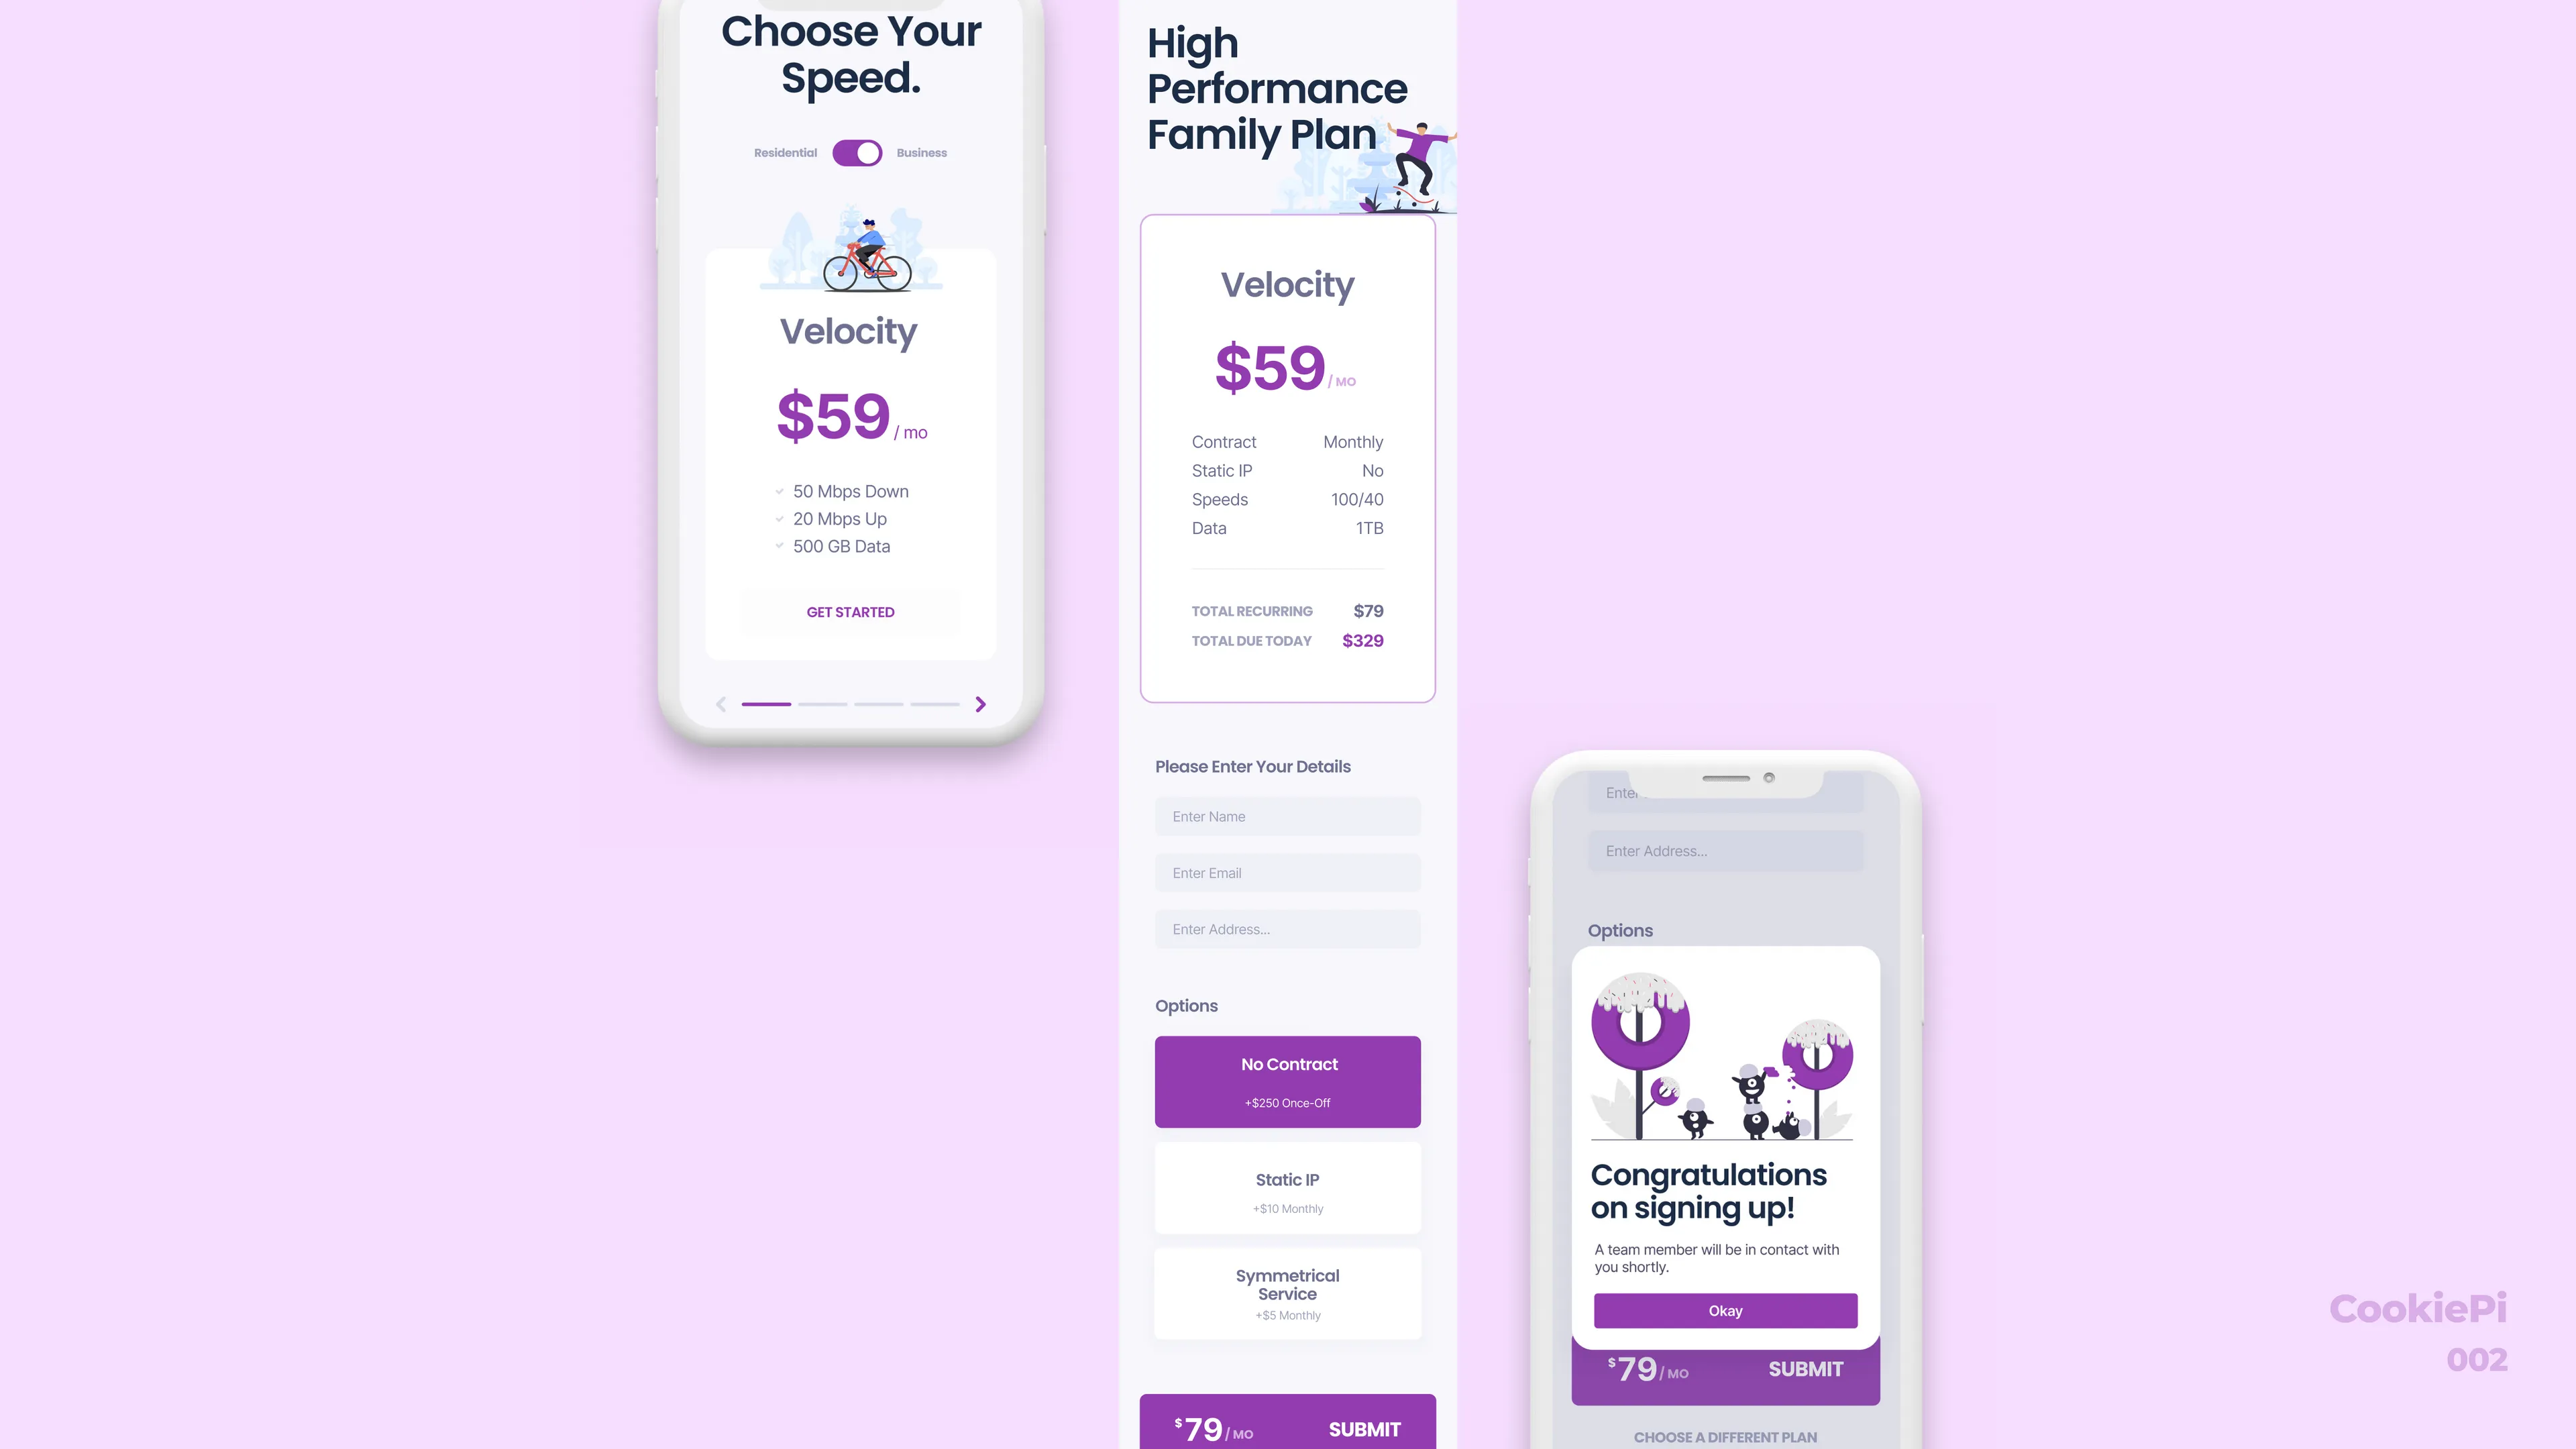 Choose Your
Speed.
Residential
Business
Velocity
$59 / mo
50 Mbps Down
20 Mbps Up
500 GB Data
GET STARTED
High
Performance
Family Plan
Velocity
$59 / MO
Contract Monthly
Static IP No
Speeds 100/40
Data 1TB
TOTAL RECURRING $79
TOTAL DUE TODAY $329
Please Enter Your Details
Enter Name
Enter Email
Enter Address...
Options
No Contract
+$250 Once-Off
Static IP
+$10 Monthly
Symmetrical
Service
+$5 Monthly
$79 / MO SUBMIT
Enter Address...
Options
Congratulations
on signing up!
A team member will be in contact with
you shortly.
Okay
$79 / MO SUBMIT
CHOOSE A DIFFERENT PLAN
CookiePi
002